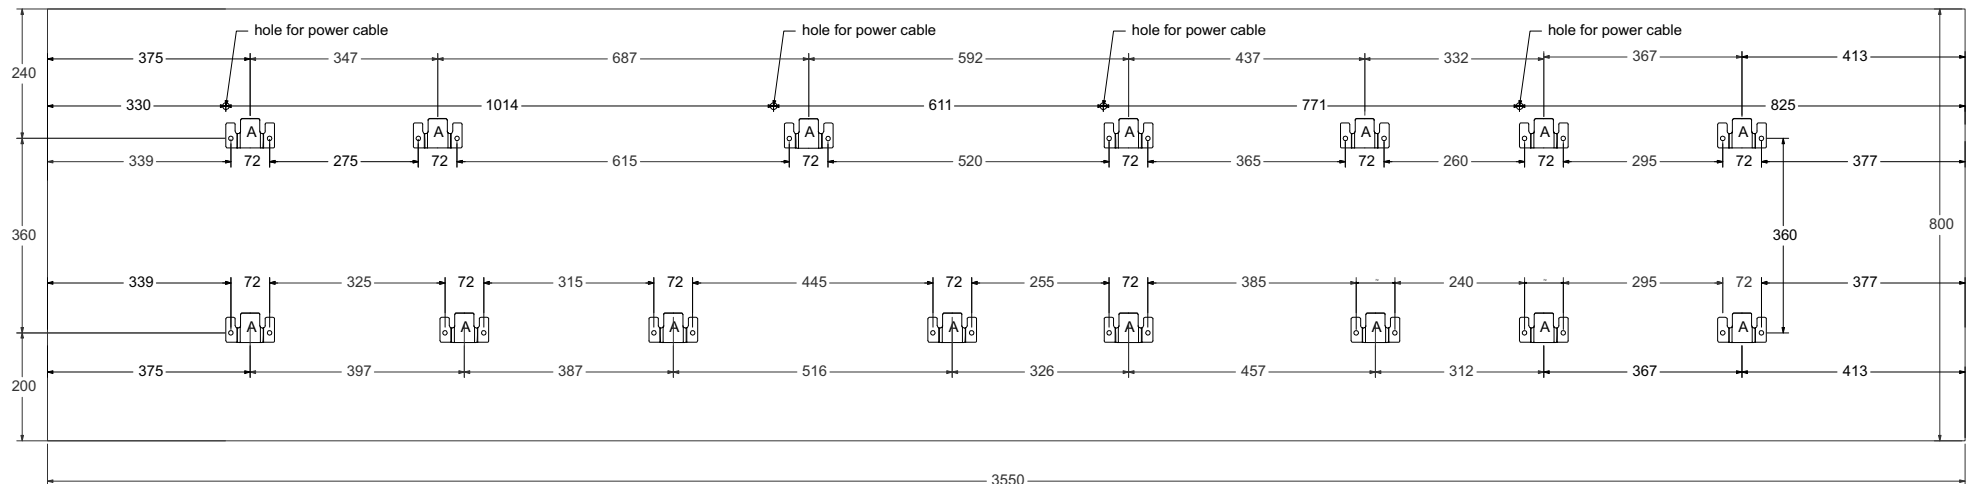 hole for power cable hole for power cable hole for power cable hole for power cable
375 347 687 592 437 332 367 413
240
330 1014 611 771 825
A A A A A A A
339 72 275 72 615 72 520 72 365 72 260 72 295 72 377
360 360 800
339 72 325 72 315 72 445 72 255 72 385 240 295 72 377
A A A A A A A A
375 397 387 516 326 457 312 367 413
200
3550